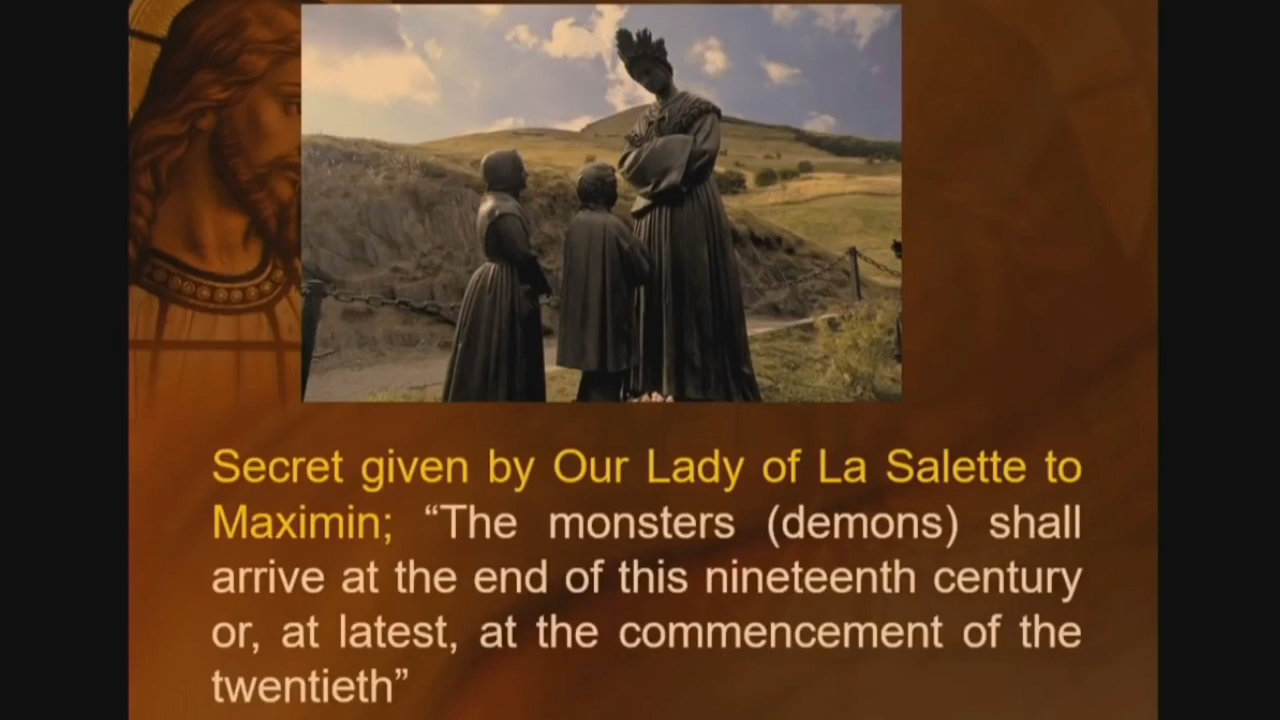 Secret given by Our Lady of La Salette to
Maximin; “The monsters (demons) shall
arrive at the end of this nineteenth century
or, at latest, at the commencement of the
twentieth”